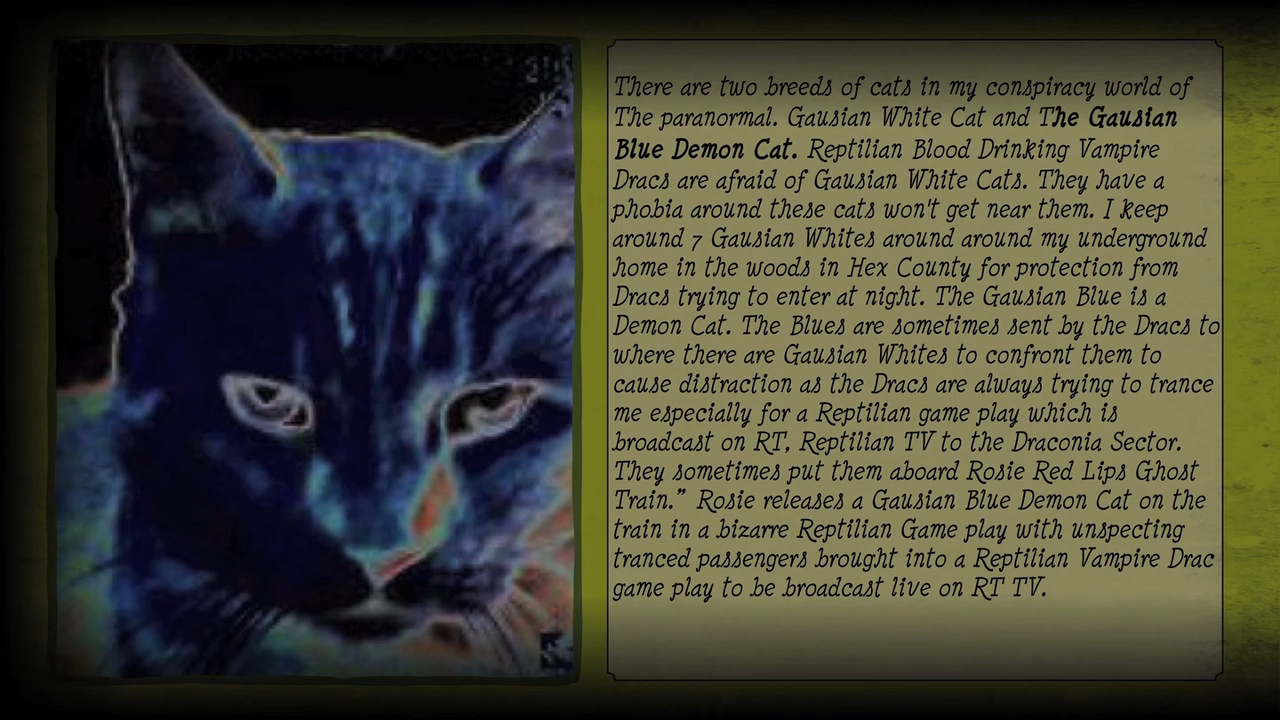 There are two breeds of cats in my conspiracy world of
The paranormal. Gausian White Cat and The Gausian
Blue Demon Cat. Reptilian Blood Drinking Vampire
Dracs are afraid of Gausian White Cats. They have a
phobia around these cats won't get near them. I keep
around 7 Gausian Whites around around my underground
home in the woods in Hex County for protection from
Dracs trying to enter at night. The Gausian Blue is a
Demon Cat. The Blues are sometimes sent by the Dracs to
where there are Gausian Whites to confront them to
cause distraction as the Dracs are always trying to trance
me especially for a Reptilian game play which is
broadcast on RT, Reptilian TV to the Draconia Sector.
They sometimes put them aboard Rosie Red Lips Ghost
Train.” Rosie releases a Gausian Blue Demon Cat on the
train in a bizarre Reptilian Game play with unspecting
tranced passengers brought into a Reptilian Vampire Drac
game play to be broadcast live on RT TV.